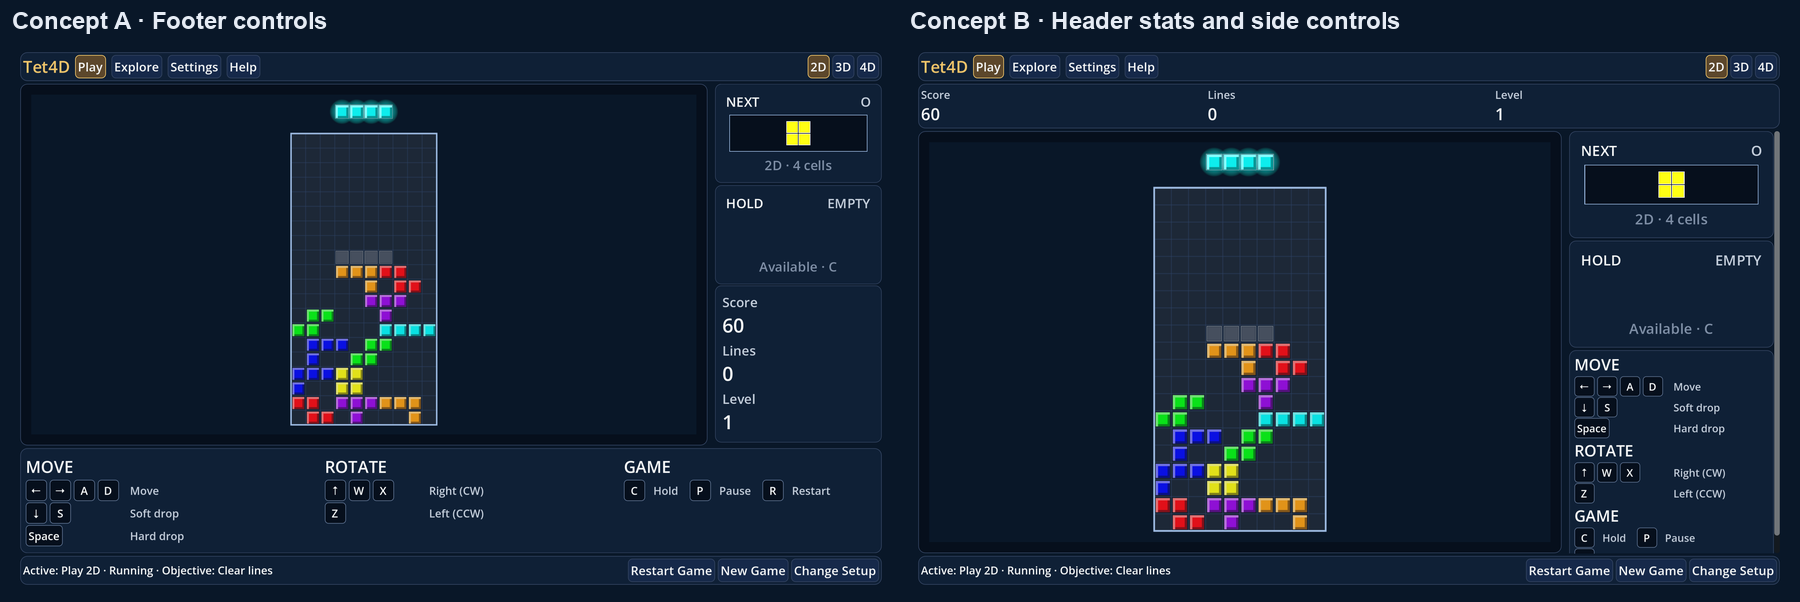 Concept A · Footer controls
Tet4D Play Explore Settings Help 2D 3D 4D
NEXT O
2D · 4 cells
HOLD EMPTY
Available · C
Score
60
Lines
0
Level
1
MOVE
← → A D Move
↓ S Soft drop
Space Hard drop
ROTATE
↑ W X Right (CW)
Z Left (CCW)
GAME
C Hold P Pause R Restart
Active: Play 2D · Running · Objective: Clear lines Restart Game New Game Change Setup
Concept B · Header stats and side controls
Tet4D Play Explore Settings Help 2D 3D 4D
Score Lines Level
60 0 1
NEXT O
2D · 4 cells
HOLD EMPTY
Available · C
MOVE
← → A D Move
↓ S Soft drop
Space Hard drop
ROTATE
↑ W X Right (CW)
Z Left (CCW)
GAME
C Hold P Pause
Active: Play 2D · Running · Objective: Clear lines Restart Game New Game Change Setup